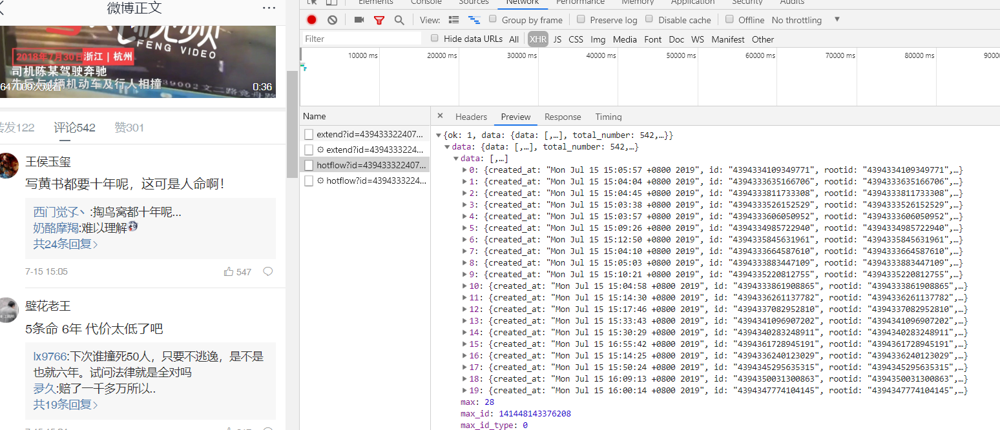 微博正文
FENG VIDEO
2018年7月30日浙江 | 杭州
司机陈某驾驶奔驰
先后与4辆机动车及行人相撞
647009次观看
0:36
转发122 评论542 赞301
王侯玉玺
写黄书都要十年呢，这可是人命啊！
:掏鸟窝都十年呢...
奶酪摩羯:难以理解
共24条回复
7-15 15:05 547
壁花老王
5条命 6年 代价太低了吧
lx9766:下次谁撞死50人，只要不逃逸，是不是
也就六年。试问法律就是全对吗
:赔了一千多万所以..
共19条回复
Elements Console Sources Network Performance Memory Application Security Audits
View: Group by frame Preserve log Disable cache Offline No throttling
Filter Hide data URLs All XHR JS CSS Img Media Font Doc WS Manifest Other
10000 ms 20000 ms 30000 ms 40000 ms 50000 ms 60000 ms 70000 ms 80000 ms
Name
extend?id=439433322407...
extend?id=4394333224...
hotflow?id=439433322407...
hotflow?id=4394333224...
× Headers Preview Response Timing
{ok: 1, data: {data: [,…], total_number: 542,…}}
data: {data: [,…], total_number: 542,…}
data: [,…]
0: {created_at: "Mon Jul 15 15:05:57 +0800 2019", id: "4394334109349771", rootid: "4394334109349771",…}
1: {created_at: "Mon Jul 15 15:04:04 +0800 2019", id: "4394333635166706", rootid: "4394333635166706",…}
2: {created_at: "Mon Jul 15 15:04:45 +0800 2019", id: "4394333811733308", rootid: "4394333811733308",…}
3: {created_at: "Mon Jul 15 15:03:38 +0800 2019", id: "4394333526152529", rootid: "4394333526152529",…}
4: {created_at: "Mon Jul 15 15:03:57 +0800 2019", id: "4394333606050952", rootid: "4394333606050952",…}
5: {created_at: "Mon Jul 15 15:09:26 +0800 2019", id: "4394334985722940", rootid: "4394334985722940",…}
6: {created_at: "Mon Jul 15 15:12:50 +0800 2019", id: "4394335845631961", rootid: "4394335845631961",…}
7: {created_at: "Mon Jul 15 15:04:10 +0800 2019", id: "4394333664587610", rootid: "4394333664587610",…}
8: {created_at: "Mon Jul 15 15:05:03 +0800 2019", id: "4394333883447109", rootid: "4394333883447109",…}
9: {created_at: "Mon Jul 15 15:10:21 +0800 2019", id: "4394335220812755", rootid: "4394335220812755",…}
10: {created_at: "Mon Jul 15 15:04:58 +0800 2019", id: "4394333861908865", rootid: "4394333861908865",…}
11: {created_at: "Mon Jul 15 15:14:30 +0800 2019", id: "4394336261137782", rootid: "4394336261137782",…}
12: {created_at: "Mon Jul 15 15:17:46 +0800 2019", id: "4394337082952810", rootid: "4394337082952810",…}
13: {created_at: "Mon Jul 15 15:33:43 +0800 2019", id: "4394341096907202", rootid: "4394341096907202",…}
14: {created_at: "Mon Jul 15 15:30:29 +0800 2019", id: "4394340283248911", rootid: "4394340283248911",…}
15: {created_at: "Mon Jul 15 16:55:42 +0800 2019", id: "4394361728945191", rootid: "4394361728945191",…}
16: {created_at: "Mon Jul 15 15:14:25 +0800 2019", id: "4394336240123029", rootid: "4394336240123029",…}
17: {created_at: "Mon Jul 15 15:50:24 +0800 2019", id: "4394345295635315", rootid: "4394345295635315",…}
18: {created_at: "Mon Jul 15 16:09:13 +0800 2019", id: "4394350031300863", rootid: "4394350031300863",…}
19: {created_at: "Mon Jul 15 16:00:14 +0800 2019", id: "4394347774104145", rootid: "4394347774104145",…}
max: 28
max_id: 141448143376208
max_id_type: 0